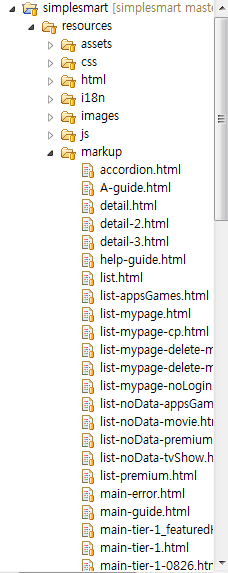 simplesmart [simplesmart maste
resources
assets
css
html
i18n
images
js
markup
accordion.html
A-guide.html
detail.html
detail-2.html
detail-3.html
help-guide.html
list.html
list-appsGames.html
list-mypage.html
list-mypage-cp.html
list-mypage-delete-m
list-mypage-delete-m
list-mypage-noLogin
list-noData-appsGam
list-noData-movie.ht
list-noData-premium
list-noData-tvShow.h
list-premium.html
main-error.html
main-guide.html
main-tier-1_featuredH
main-tier-1.html
main-tier-1-0826.htm